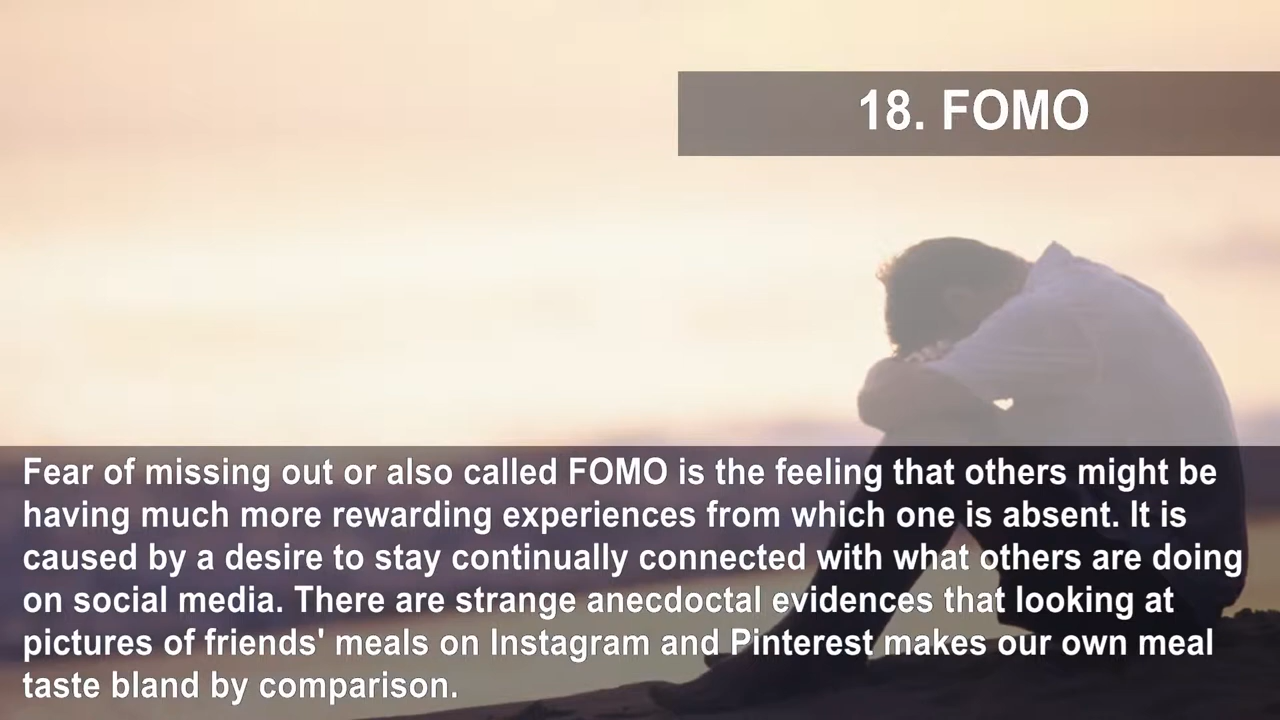 18. FOMO
Fear of missing out or also called FOMO is the feeling that others might be
having much more rewarding experiences from which one is absent. It is
caused by a desire to stay continually connected with what others are doing
on social media. There are strange anecdoctal evidences that looking at
pictures of friends' meals on Instagram and Pinterest makes our own meal
taste bland by comparison.